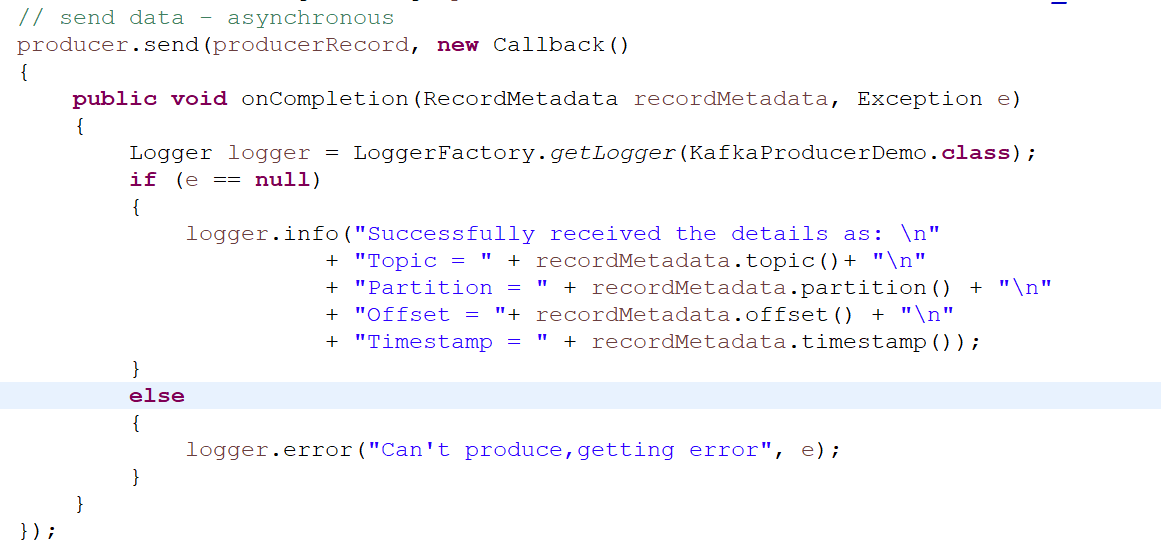 // send data - asynchronous
producer.send(producerRecord, new Callback()
{
public void onCompletion(RecordMetadata recordMetadata, Exception e)
{
Logger logger = LoggerFactory.getLogger(KafkaProducerDemo.class);
if (e == null)
{
logger.info("Successfully received the details as: \n"
+ "Topic = " + recordMetadata.topic()+ "\n"
+ "Partition = " + recordMetadata.partition() + "\n"
+ "Offset = "+ recordMetadata.offset() + "\n"
+ "Timestamp = " + recordMetadata.timestamp());
}
else
{
logger.error("Can't produce,getting error", e);
}
}
});